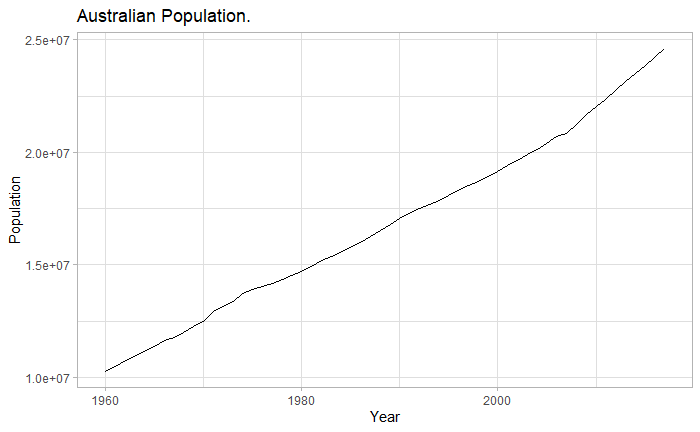 Australian Population.
2.5e+07
2.0e+07
1.5e+07
1.0e+07
Population
1960
1980
2000
Year